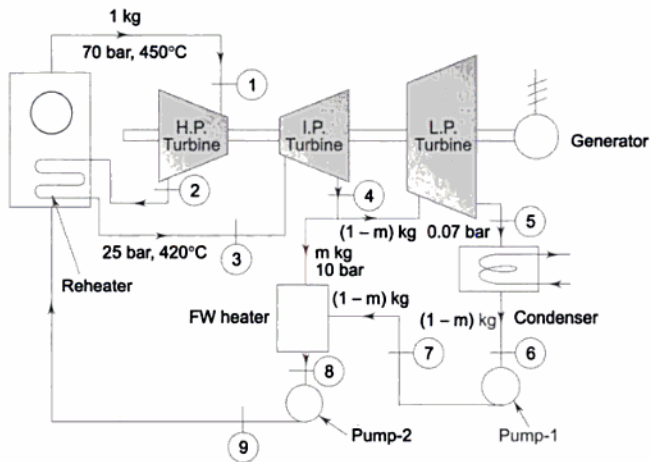 1 kg
70 bar, 450°C
1
H.P.
Turbine
I.P.
Turbine
L.P.
Turbine
Generator
2
4
5
3
25 bar, 420°C
(1 – m) kg
0.07 bar
m kg
10 bar
Reheater
FW heater
(1 – m) kg
Condenser
(1 – m) kg
7
6
8
9
Pump-2
Pump-1